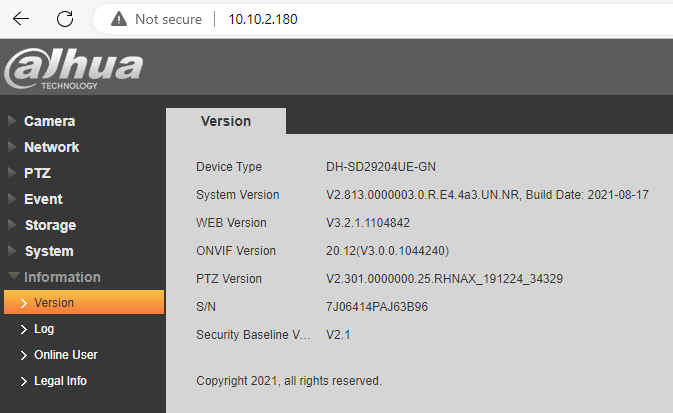 Not secure | 10.10.2.180
alhua
TECHNOLOGY
Camera
Network
PTZ
Event
Storage
System
Information
Version
Log
Online User
Legal Info
Version
Device Type DH-SD29204UE-GN
System Version V2.813.0000003.0.R.E4.4a3.UN.NR, Build Date: 2021-08-17
WEB Version V3.2.1.1104842
ONVIF Version 20.12(V3.0.0.1044240)
PTZ Version V2.301.0000000.25.RHNAX_191224_34329
S/N 7J06414PAJ63B96
Security Baseline V... V2.1
Copyright 2021, all rights reserved.